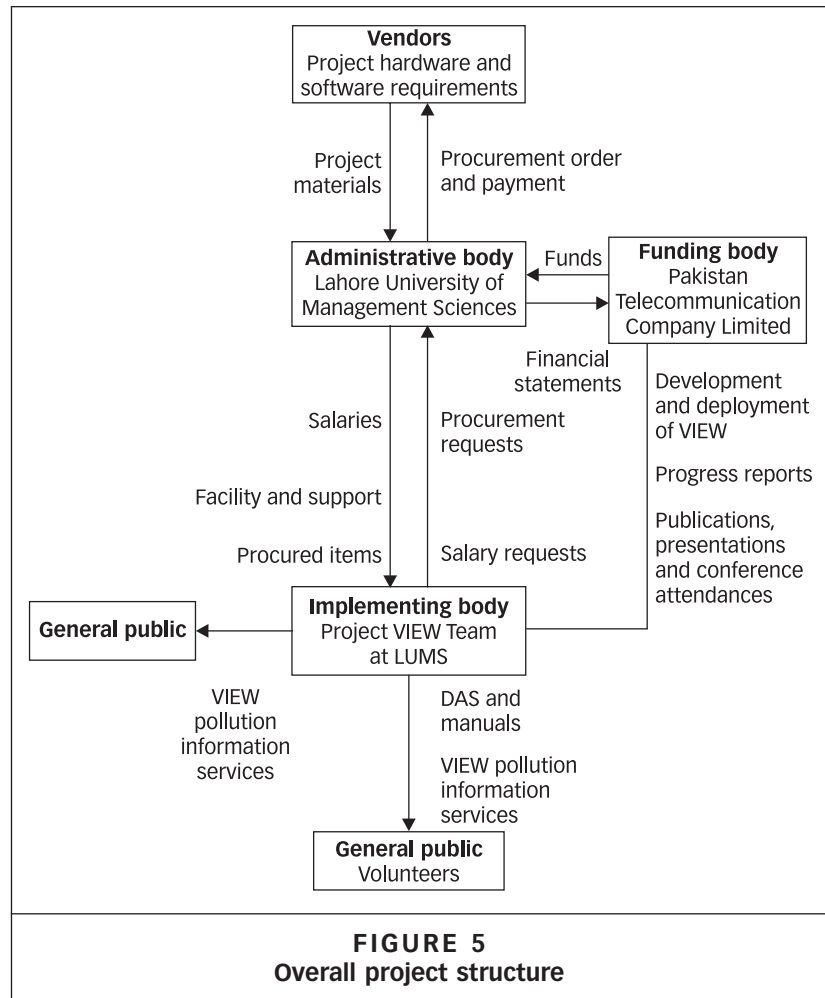 Vendors
Project hardware and
software requirements
Project
materials
Procurement order
and payment
Administrative body
Lahore University of
Management Sciences
Funds
Funding body
Pakistan
Telecommunication
Company Limited
Financial
statements
Development
and deployment
of VIEW
Salaries
Procurement
requests
Progress reports
Facility and support
Publications,
presentations
and conference
attendances
Procured items
Salary requests
Implementing body
Project VIEW Team
at LUMS
General public
VIEW
pollution
information
services
DAS and
manuals
VIEW pollution
information
services
General public
Volunteers
FIGURE 5
Overall project structure